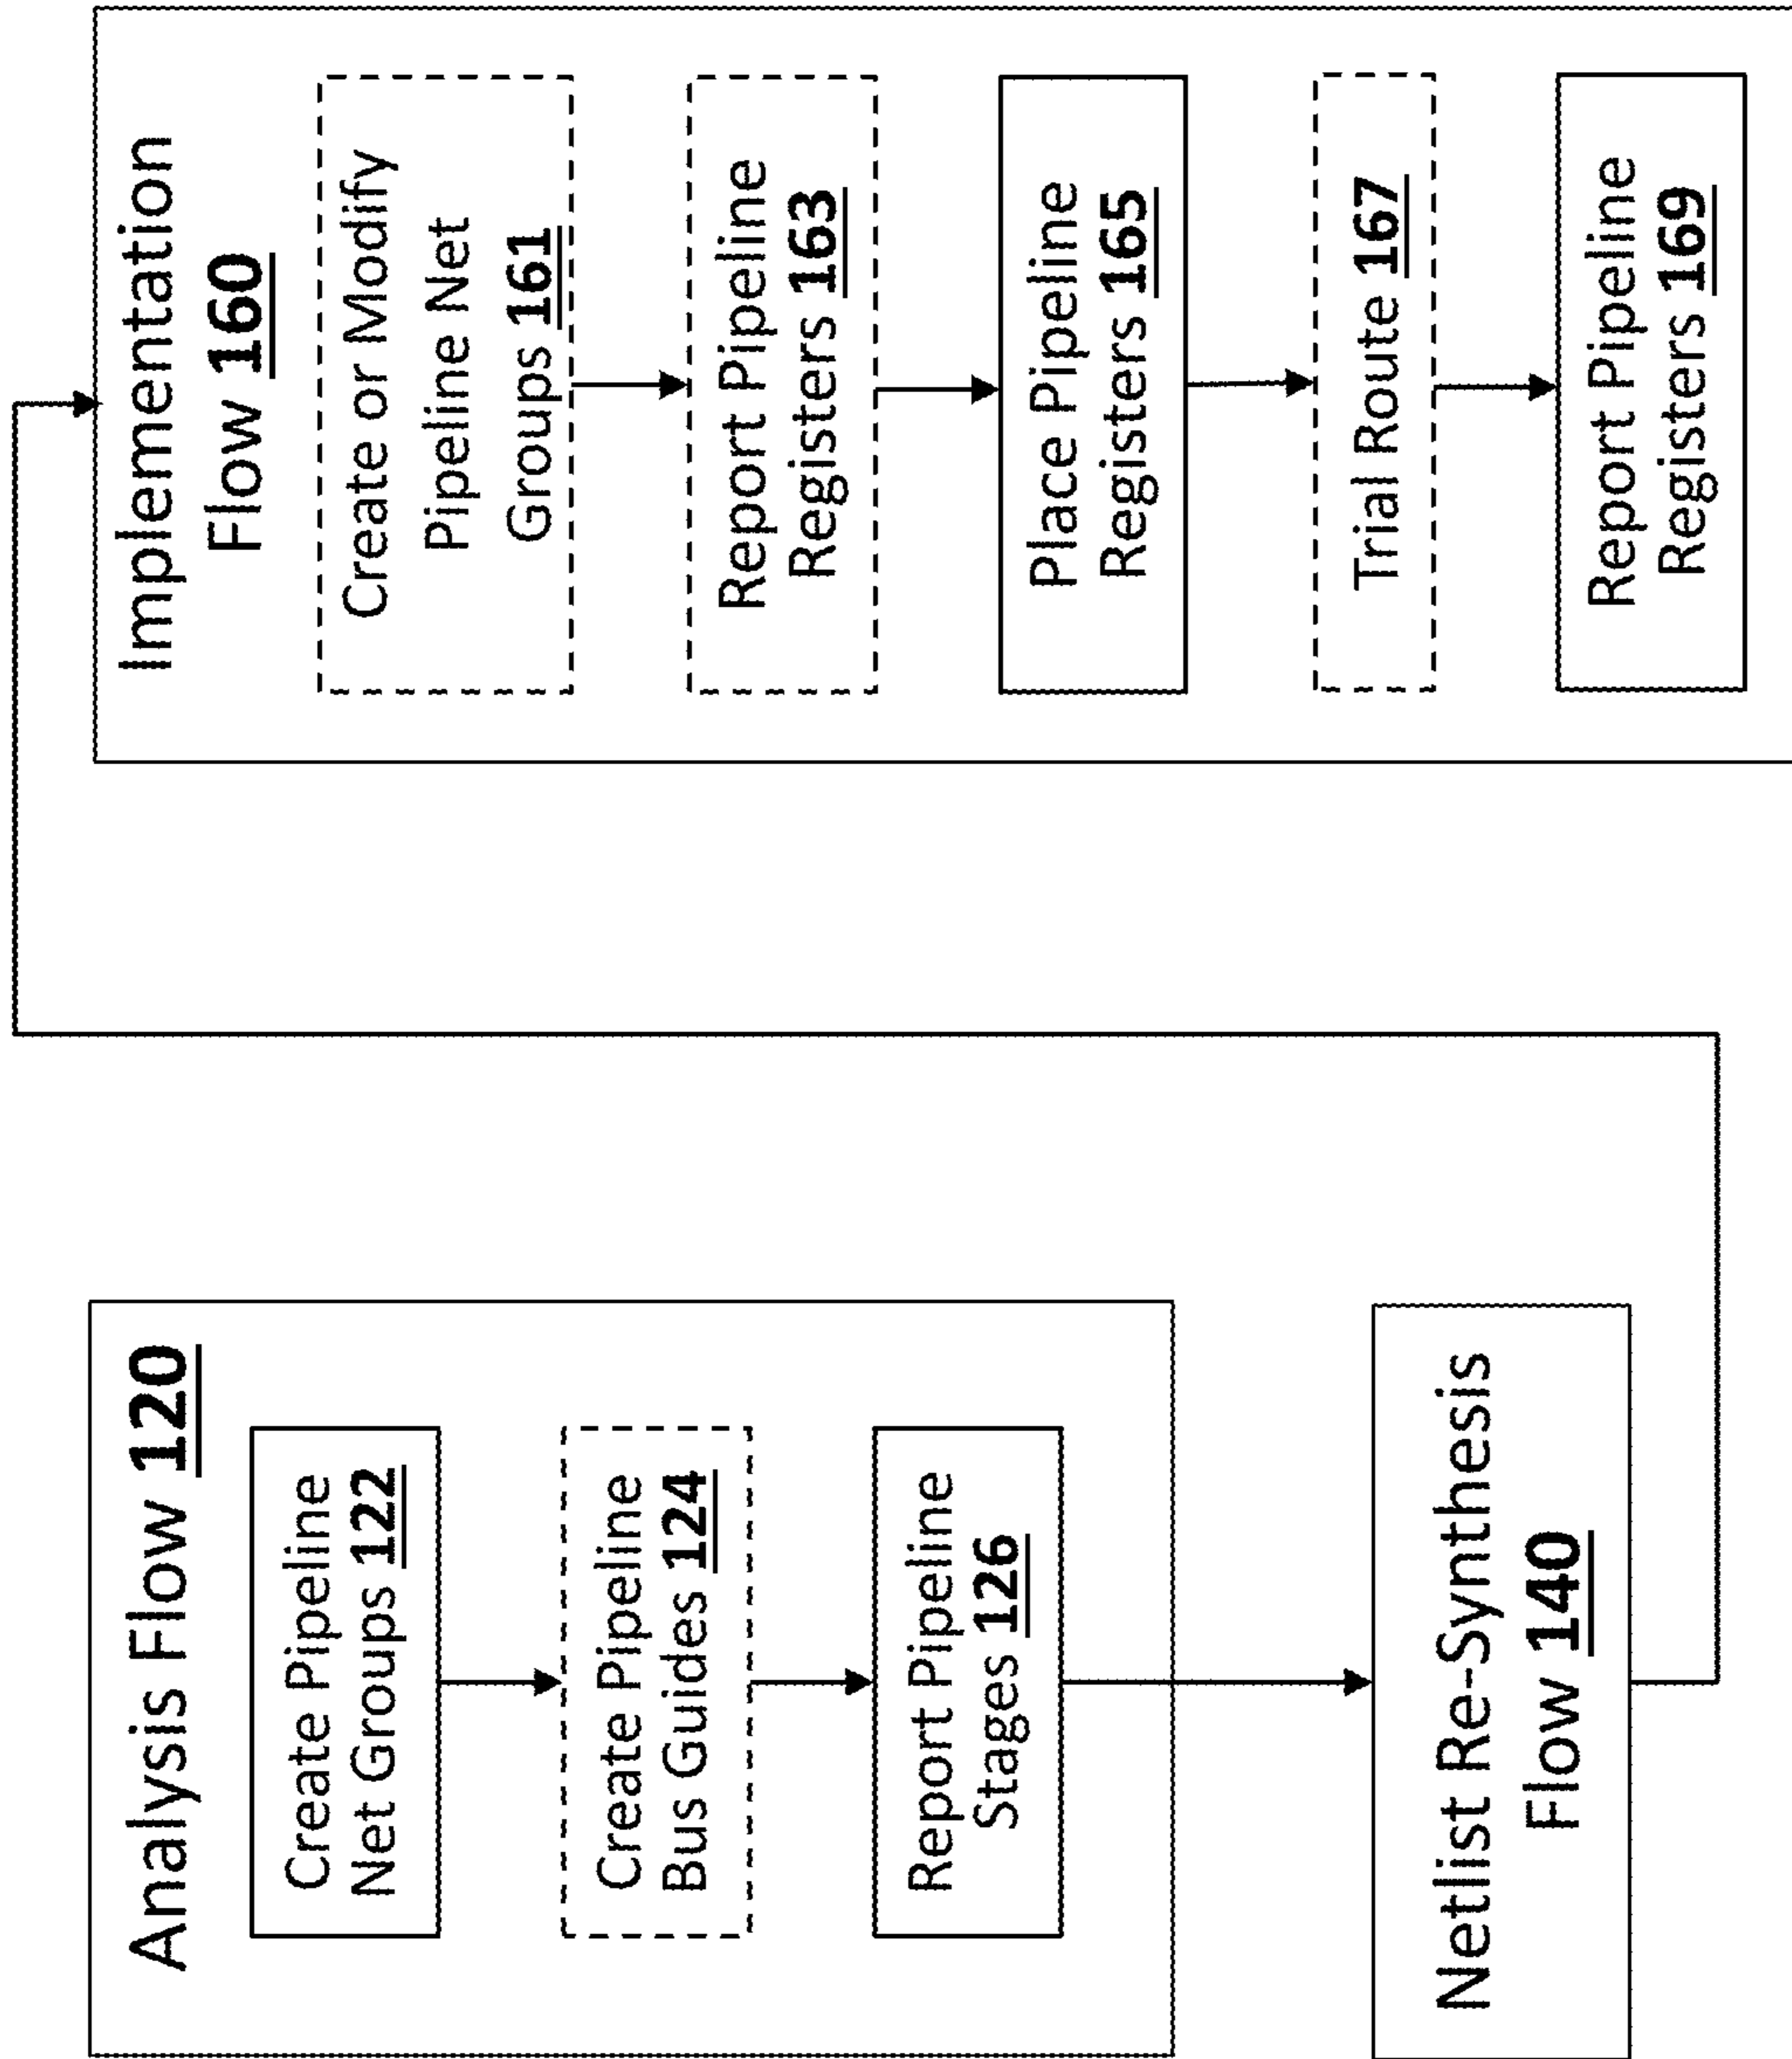 Analysis Flow 120
Create Pipeline
Net Groups 122
Create Pipeline
Bus Guides 124
Report Pipeline
Stages 126
Netlist Re-Synthesis
Flow 140
Implementation
Flow 160
Create or Modify
Pipeline Net
Groups 161
Report Pipeline
Registers 163
Place Pipeline
Registers 165
Trial Route 167
Report Pipeline
Registers 169